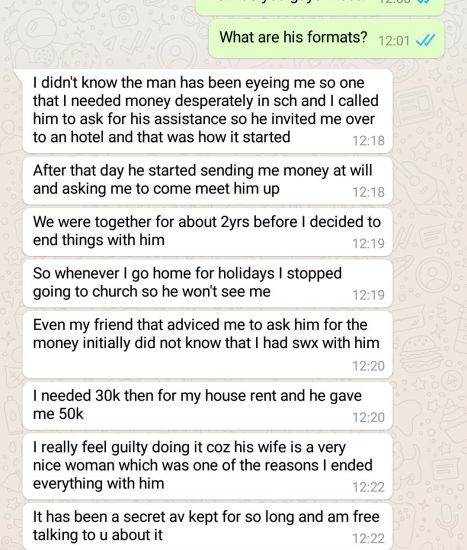 What are his formats? 12:01
I didn't know the man has been eyeing me so one
that I needed money desperately in sch and I called
him to ask for his assistance so he invited me over
to an hotel and that was how it started 12:18
After that day he started sending me money at will
and asking me to come meet him up 12:18
We were together for about 2yrs before I decided to
end things with him 12:19
So whenever I go home for holidays I stopped
going to church so he won't see me 12:19
Even my friend that adviced me to ask him for the
money initially did not know that I had swx with him
12:20
I needed 30k then for my house rent and he gave
me 50k 12:20
I really feel guilty doing it coz his wife is a very
nice woman which was one of the reasons I ended
everything with him 12:22
It has been a secret av kept for so long and am free
talking to u about it 12:22